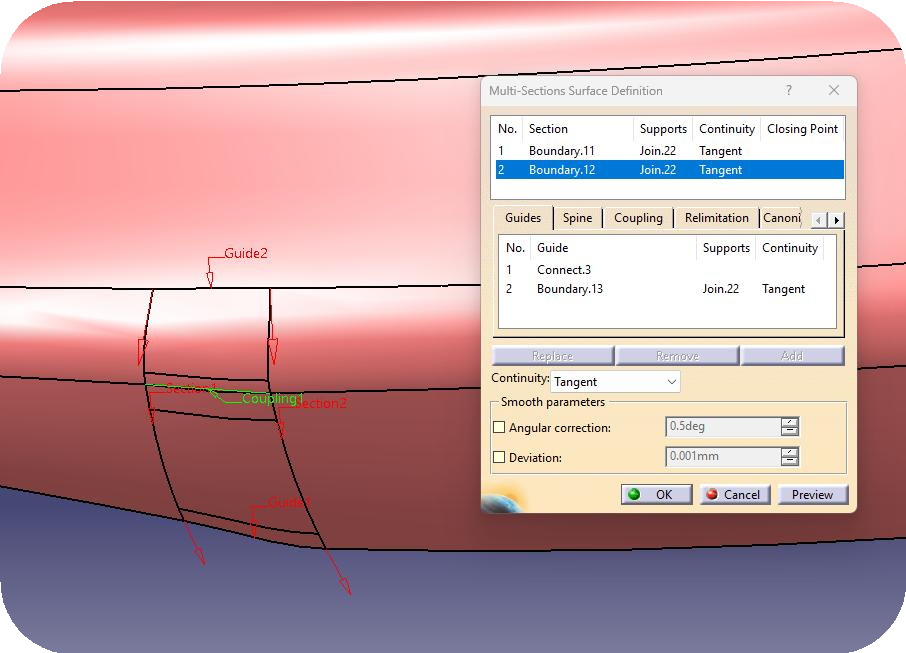 Multi-Sections Surface Definition ?
No. Section Supports Continuity Closing Point
1 Boundary.11 Join.22 Tangent
2 Boundary.12 Join.22 Tangent
Guides Spine Coupling Relimitation Canoni
No. Guide Supports Continuity
1 Connect.3
2 Boundary.13 Join.22 Tangent
Replace Remove Add
Continuity: Tangent
Smooth parameters
Angular correction: 0.5deg
Deviation: 0.001mm
OK Cancel Preview
Guide2
Section1
Coupling1
Section2
Guide1